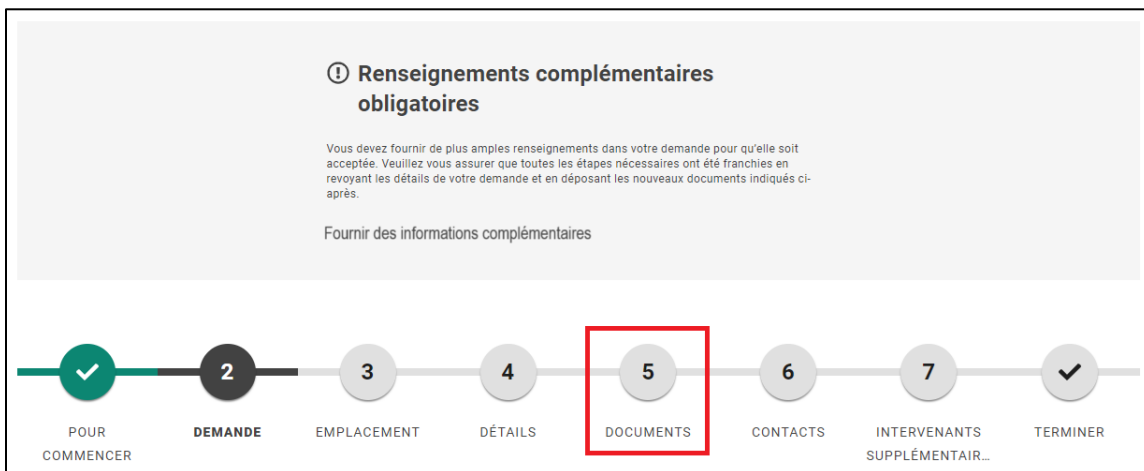 Renseignements complémentaires
obligatoires
Vous devez fournir de plus amples renseignements dans votre demande pour qu'elle soit
acceptée. Veuillez vous assurer que toutes les étapes nécessaires ont été franchies en
revoyant les détails de votre demande et en déposant les nouveaux documents indiqués ci-
après.
Fournir des informations complémentaires
2 3 4 5 6 7
POUR DEMANDE EMPLACEMENT DÉTAILS DOCUMENTS CONTACTS INTERVENANTS TERMINER
COMMENCER SUPPLÉMENTAIR...